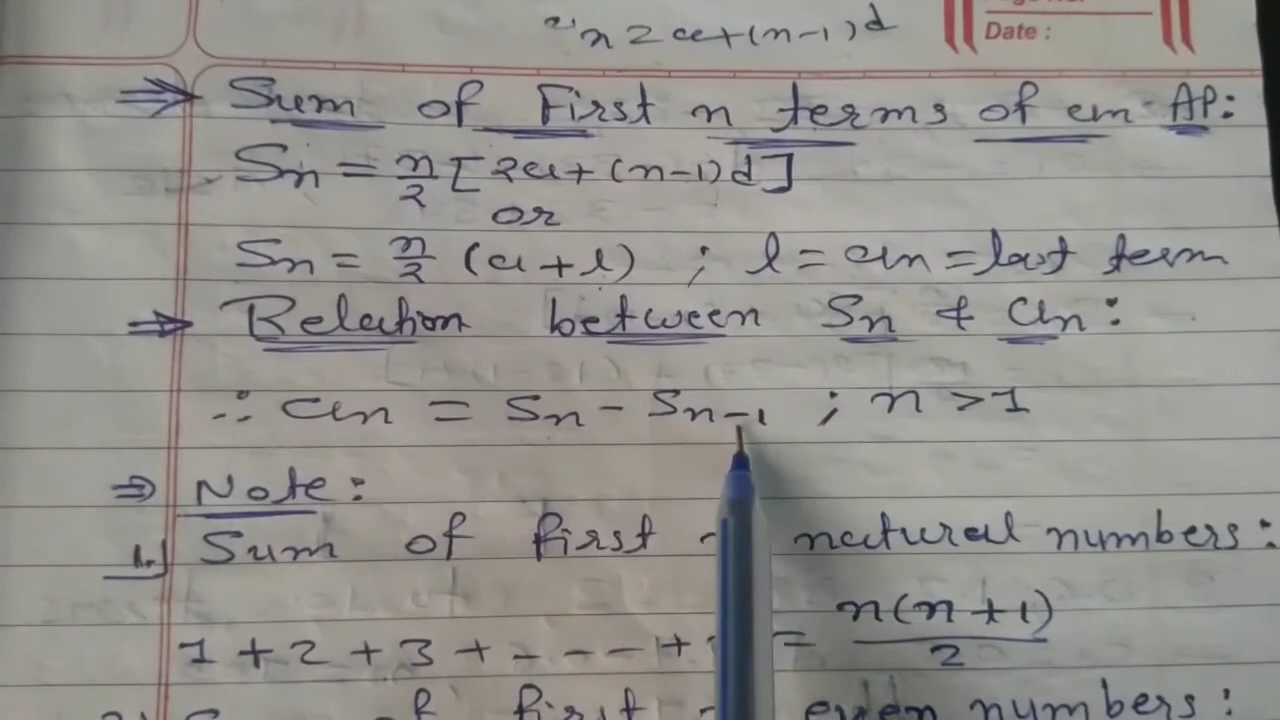 Date :
n = a+(n-1)d
⇒ Sum of First n terms of an AP:
Sn = n/2 [2a+(n-1)d]
or
Sn = n/2 (a+l) ; l = an = last term
⇒ Relation between Sn & an:
∴ an = Sn - Sn-1 ; n > 1
⇒ Note:
1.) Sum of first natural numbers:
1 + 2 + 3 + - - - - + = n(n+1)/2
of first even numbers: